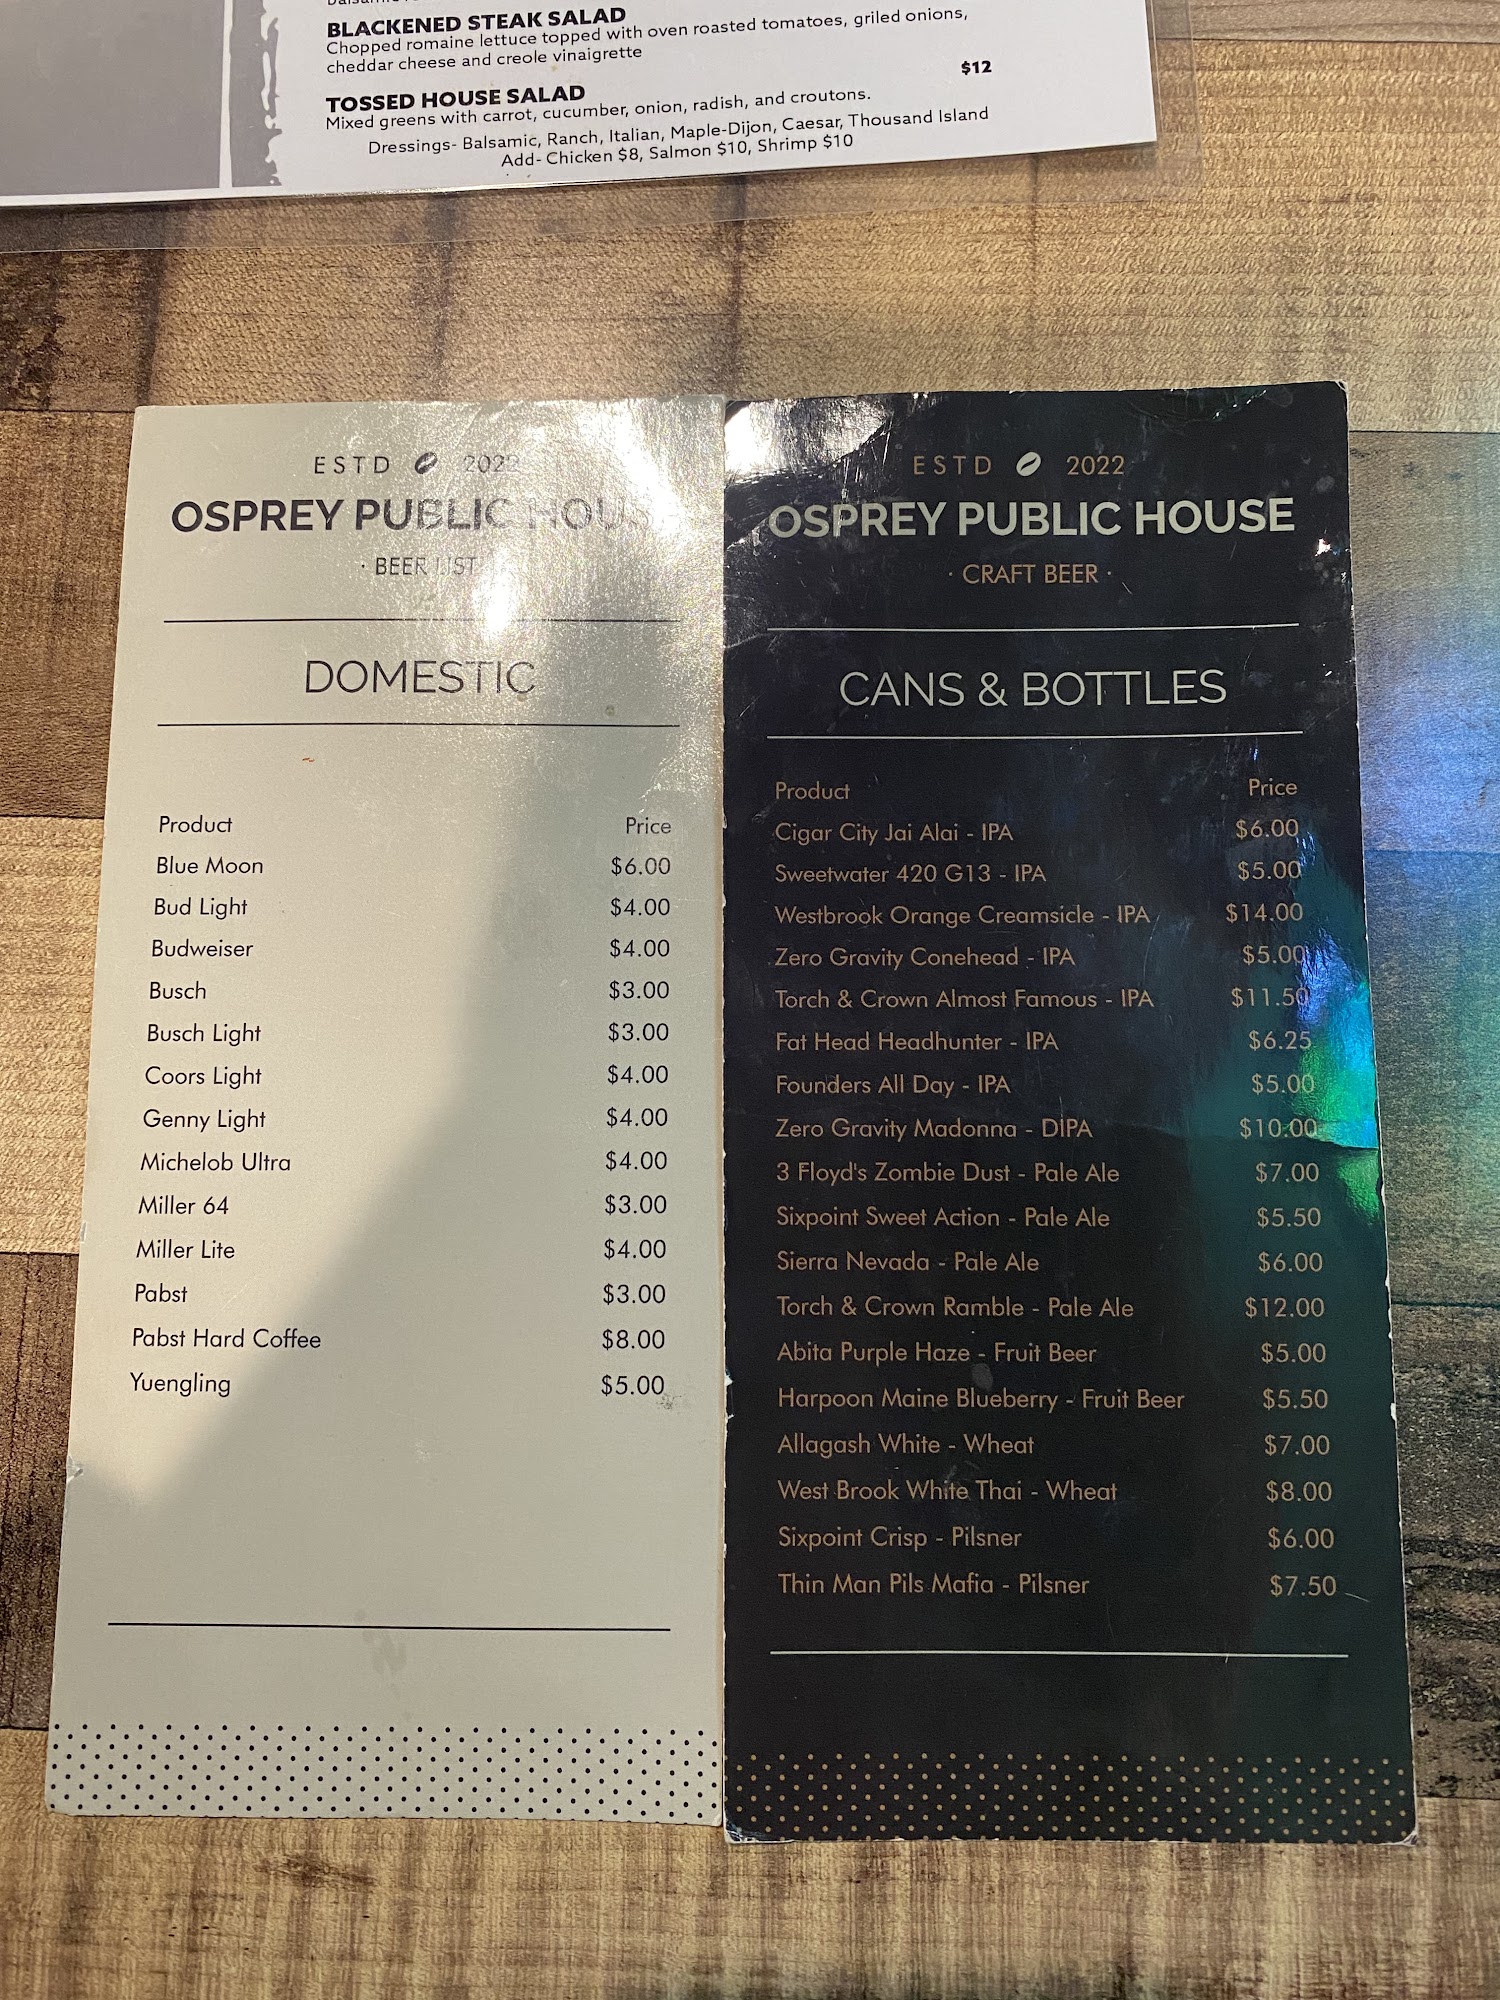 BLACKENED STEAK SALAD
Chopped romaine lettuce topped with oven roasted tomatoes, griled onions,
cheddar cheese and creole vinaigrette
$12
TOSSED HOUSE SALAD
Mixed greens with carrot, cucumber, onion, radish, and croutons.
Dressings- Balsamic, Ranch, Italian, Maple-Dijon, Caesar, Thousand Island
Add- Chicken $8, Salmon $10, Shrimp $10
ESTD 2022
OSPREY PUBLIC HOUSE
· BEER LIST
DOMESTIC
Product Price
Blue Moon $6.00
Bud Light $4.00
Budweiser $4.00
Busch $3.00
Busch Light $3.00
Coors Light $4.00
Genny Light $4.00
Michelob Ultra $4.00
Miller 64 $3.00
Miller Lite $4.00
Pabst $3.00
Pabst Hard Coffee $8.00
Yuengling $5.00
ESTD 2022
OSPREY PUBLIC HOUSE
· CRAFT BEER ·
CANS & BOTTLES
Product Price
Cigar City Jai Alai - IPA $6.00
Sweetwater 420 G13 - IPA $5.00
Westbrook Orange Creamsicle - IPA $14.00
Zero Gravity Conehead - IPA $5.00
Torch & Crown Almost Famous - IPA $11.50
Fat Head Headhunter - IPA $6.25
Founders All Day - IPA $5.00
Zero Gravity Madonna - DIPA $10.00
3 Floyd's Zombie Dust - Pale Ale $7.00
Sixpoint Sweet Action - Pale Ale $5.50
Sierra Nevada - Pale Ale $6.00
Torch & Crown Ramble - Pale Ale $12.00
Abita Purple Haze - Fruit Beer $5.00
Harpoon Maine Blueberry - Fruit Beer $5.50
Allagash White - Wheat $7.00
West Brook White Thai - Wheat $8.00
Sixpoint Crisp - Pilsner $6.00
Thin Man Pils Mafia - Pilsner $7.50